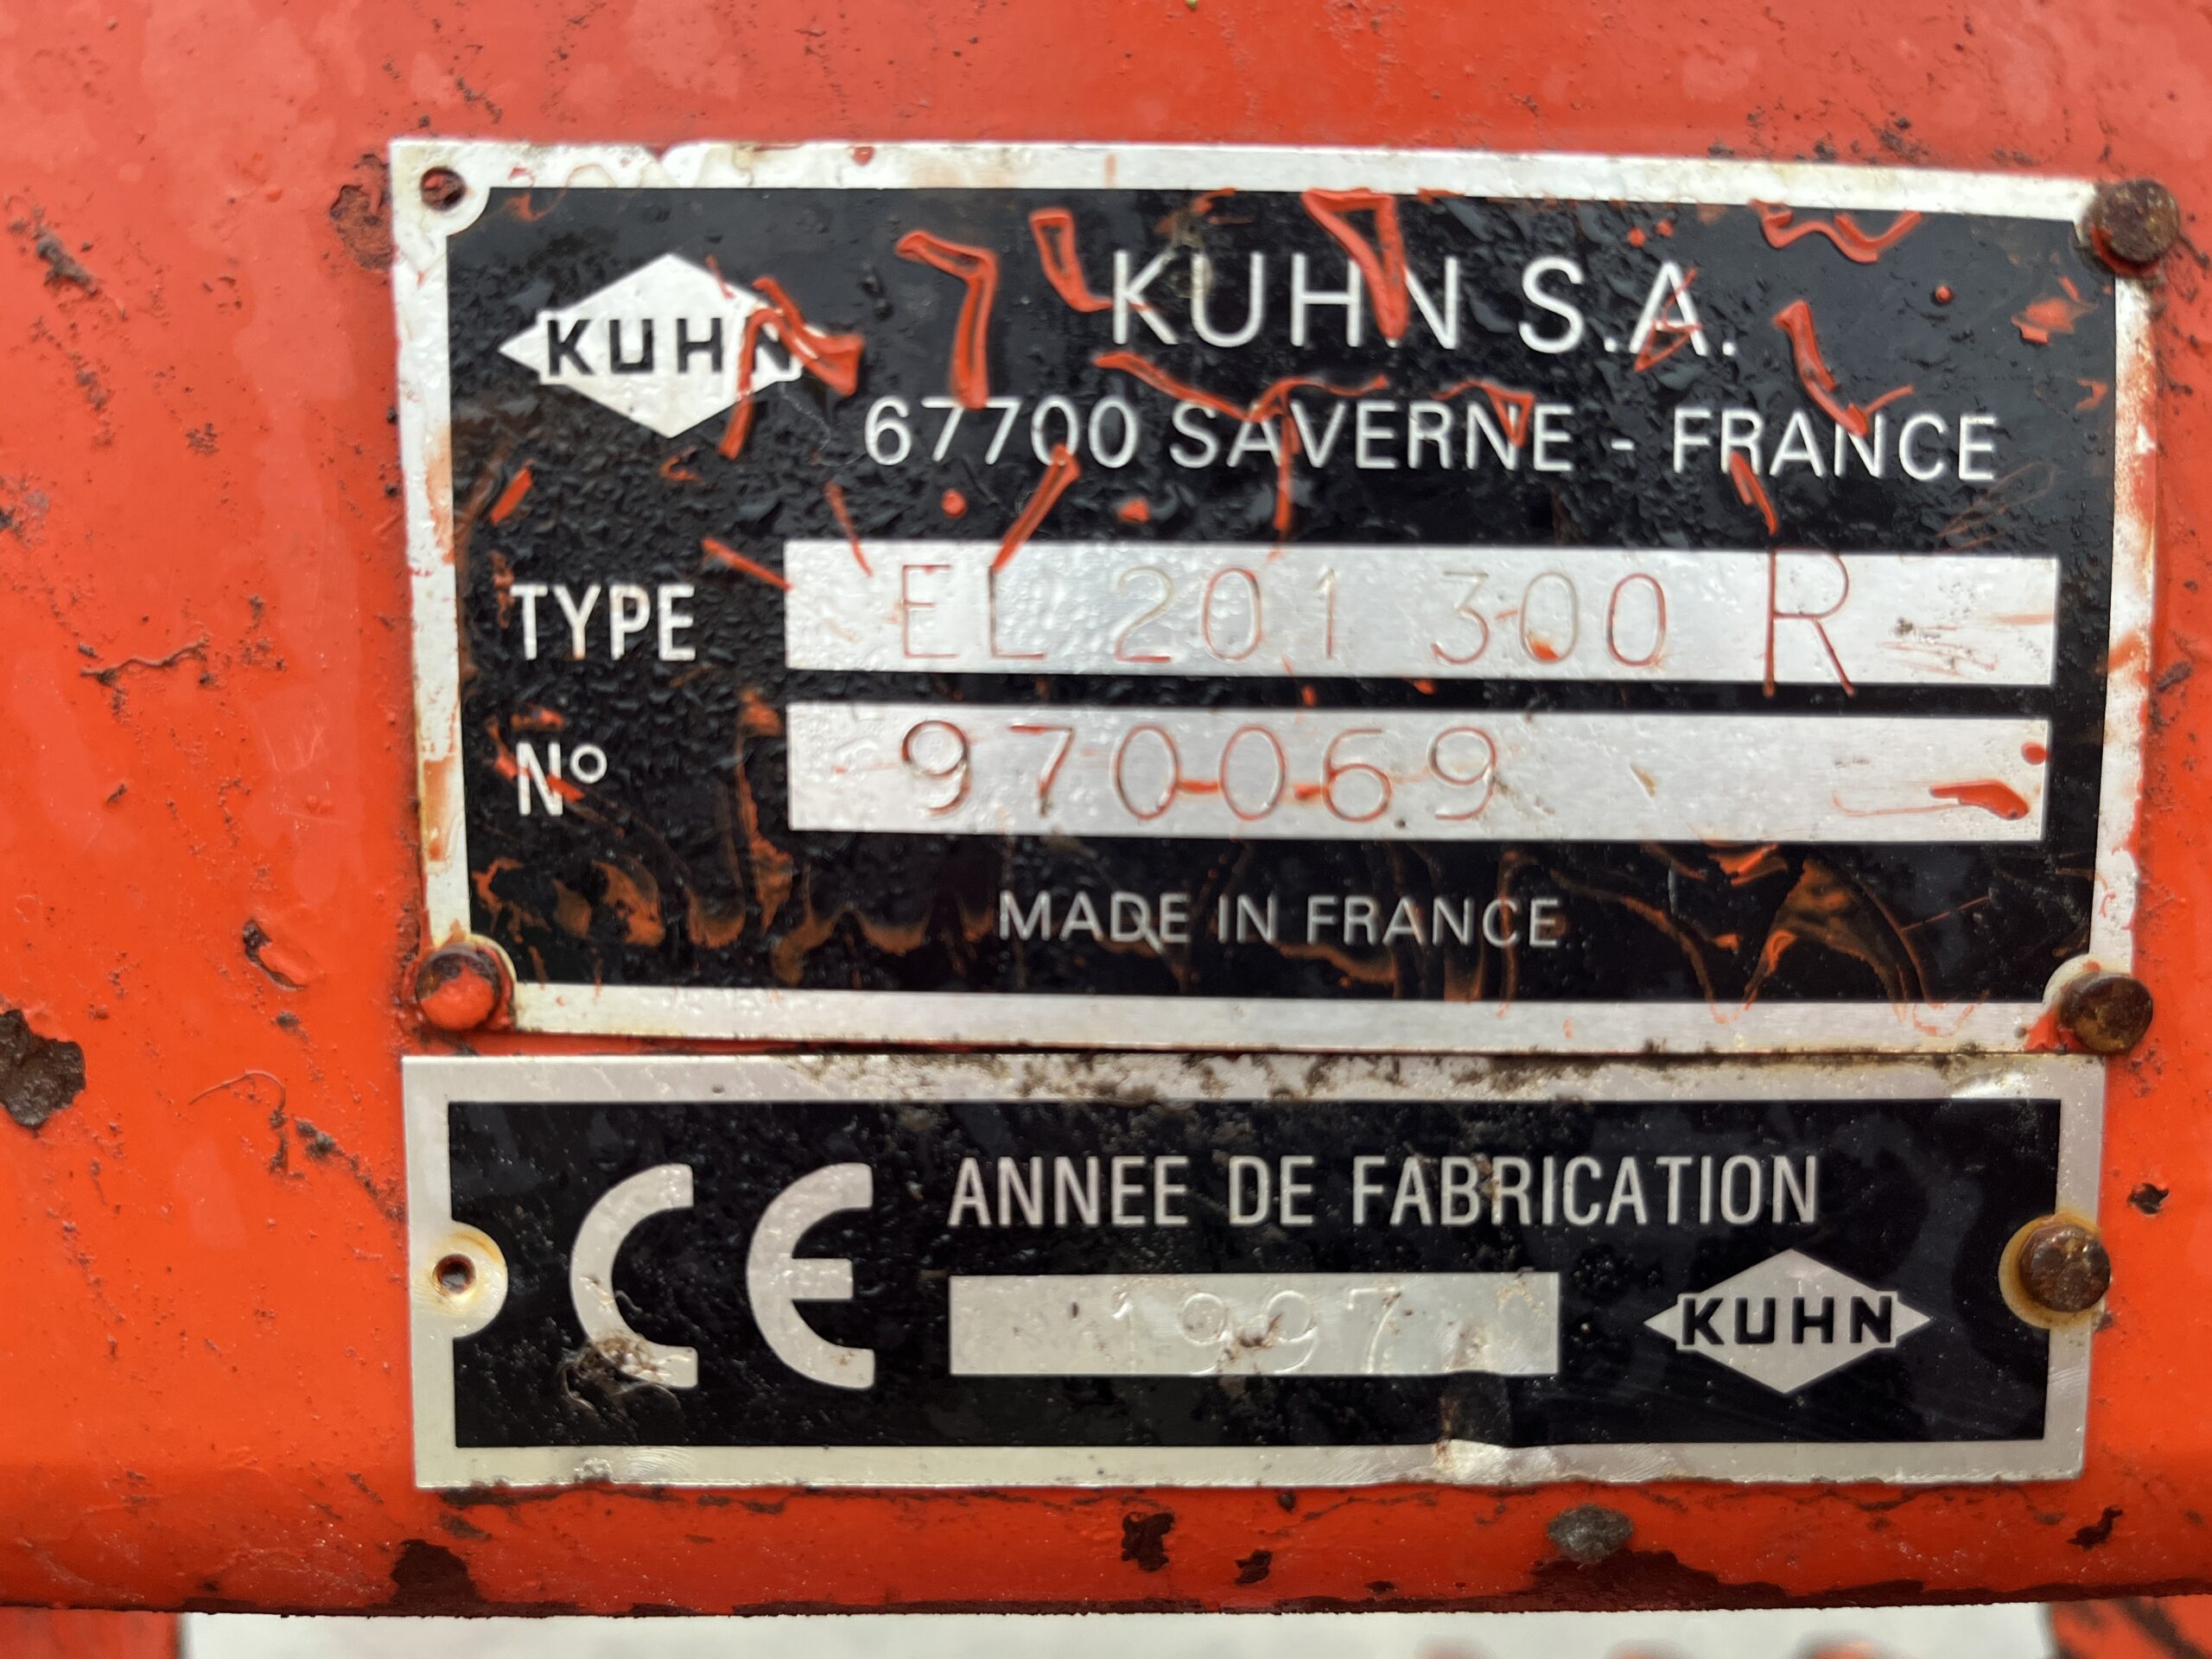 KUHN
KUHN S.A.
67700 SAVERNE - FRANCE
TYPE EL 201 300 R
N° 970069
MADE IN FRANCE
CE
ANNEE DE FABRICATION
1997
KUHN